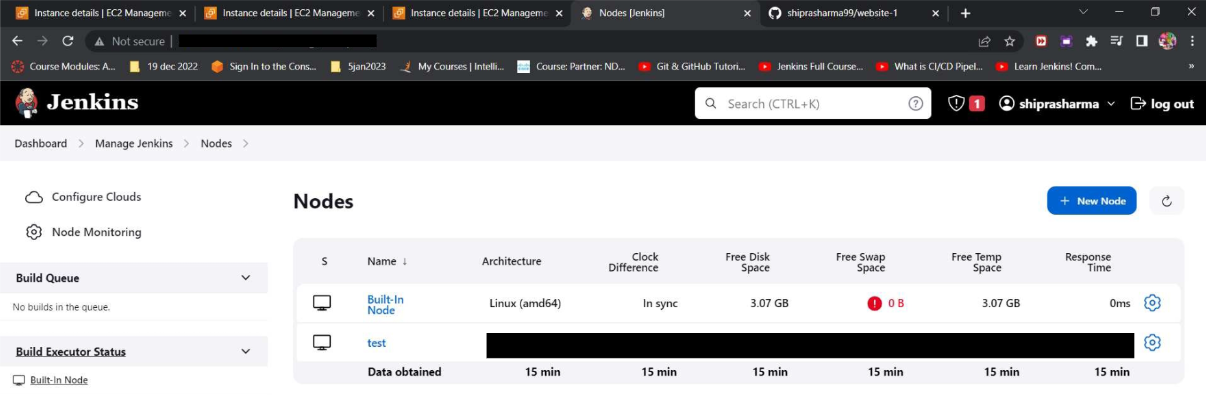 Instance details | EC2 Manageme
Instance details | EC2 Manageme
Instance details | EC2 Manageme
Nodes [Jenkins]
shiprasharma99/website-1
Not secure
Course Modules: A...
19 dec 2022
Sign In to the Cons...
5jan2023
My Courses | Intelli...
Course: Partner: ND...
Git & GitHub Tutori...
Jenkins Full Course...
What is CI/CD Pipel...
Learn Jenkins! Com...
»
Jenkins
Search (CTRL+K)
1
shiprasharma
log out
Dashboard > Manage Jenkins > Nodes >
Configure Clouds
Node Monitoring
Build Queue
No builds in the queue.
Build Executor Status
Built-In Node
Nodes
+ New Node
S Name ↓ Architecture Clock Difference Free Disk Space Free Swap Space Free Temp Space Response Time
Built-In Node Linux (amd64) In sync 3.07 GB 0 B 3.07 GB 0ms
test
Data obtained 15 min 15 min 15 min 15 min 15 min 15 min